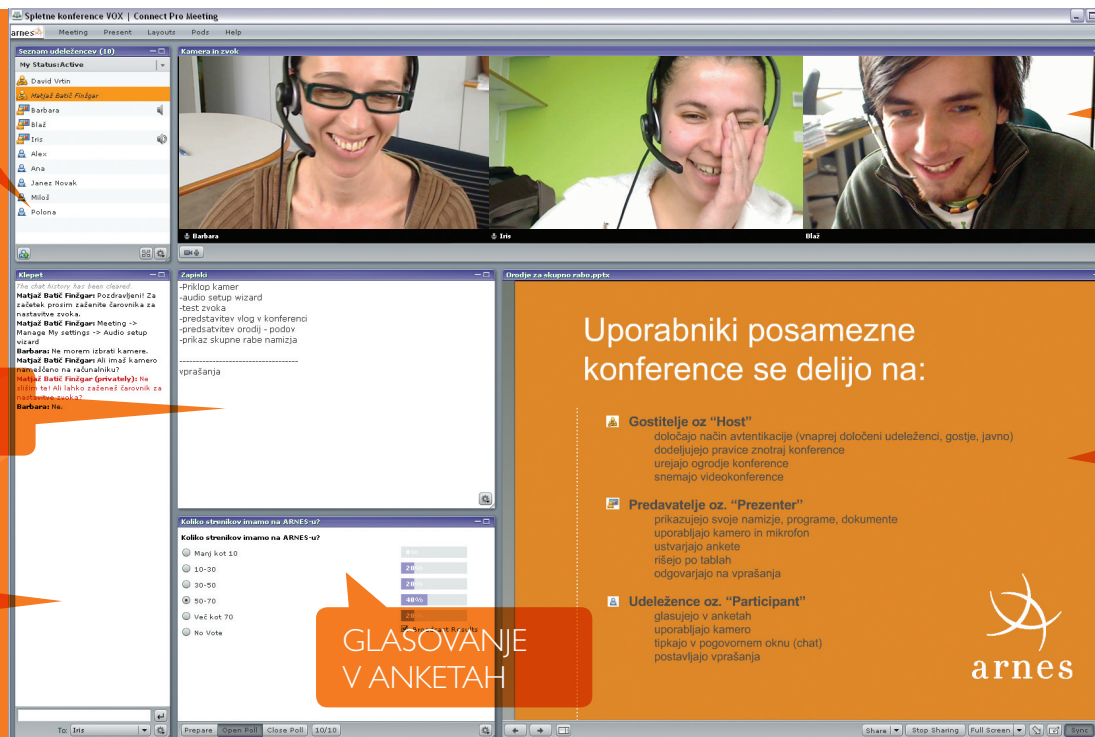 Spletne konference VOX | Connect Pro Meeting
arnes Meeting Present Layouts Pods Help
Seznam udeležencev (10)
My Status:Active
David Vrtin
Matjaž Batič Finžgar
Barbara
Blaž
Iris
Alex
Ana
Janez Novak
Miloš
Polona
Kamera in zvok
Barbara
Iris
Blaž
Klepet
The chat history has been cleared.
Matjaž Batič Finžgar: Pozdravljeni! Za
začetek prosim zaženite čarovnika za
nastavitve zvoka.
Matjaž Batič Finžgar: Meeting ->
Manage My settings -> Audio setup
wizard
Barbara: Ne morem izbrati kamere.
Matjaž Batič Finžgar: Ali imaš kamero
nameščeno na računalniku?
Matjaž Batič Finžgar (privately): Ne
slišim te! Ali lahko zaženeš čarovnik za
nastavitve zvoka?
Barbara: Ne.
To: Iris
Zapiski
-Priklop kamer
-audio setup wizard
-test zvoka
-predstavitev vlog v konferenci
-predsatvitev orodij - podov
-prikaz skupne rabe namizja
------------------------------------
vprašanja
Koliko strenikov imamo na ARNES-u?
Koliko strenikov imamo na ARNES-u?
Manj kot 10
10-30 20%
30-50 20%
50-70 40%
Več kot 70
No Vote Broadcast Results
GLASOVANJE
V ANKETAH
Prepare Open Poll Close Poll 10/10
Orodje za skupno rabo.pptx
Uporabniki posamezne
konference se delijo na:
Gostitelje oz “Host”
določajo način avtentikacije (vnaprej določeni udeleženci, gostje, javno)
dodeljujejo pravice znotraj konference
urejajo ogrodje konference
snemajo videokonference
Predavatelje oz. “Prezenter”
prikazujejo svoje namizje, programe, dokumente
uporabljajo kamero in mikrofon
ustvarjajo ankete
rišejo po tablah
odgovarjajo na vprašanja
Udeležence oz. “Participant”
glasujejo v anketah
uporabljajo kamero
tipkajo v pogovornem oknu (chat)
postavljajo vprašanja
arnes
Share Stop Sharing Full Screen Sync